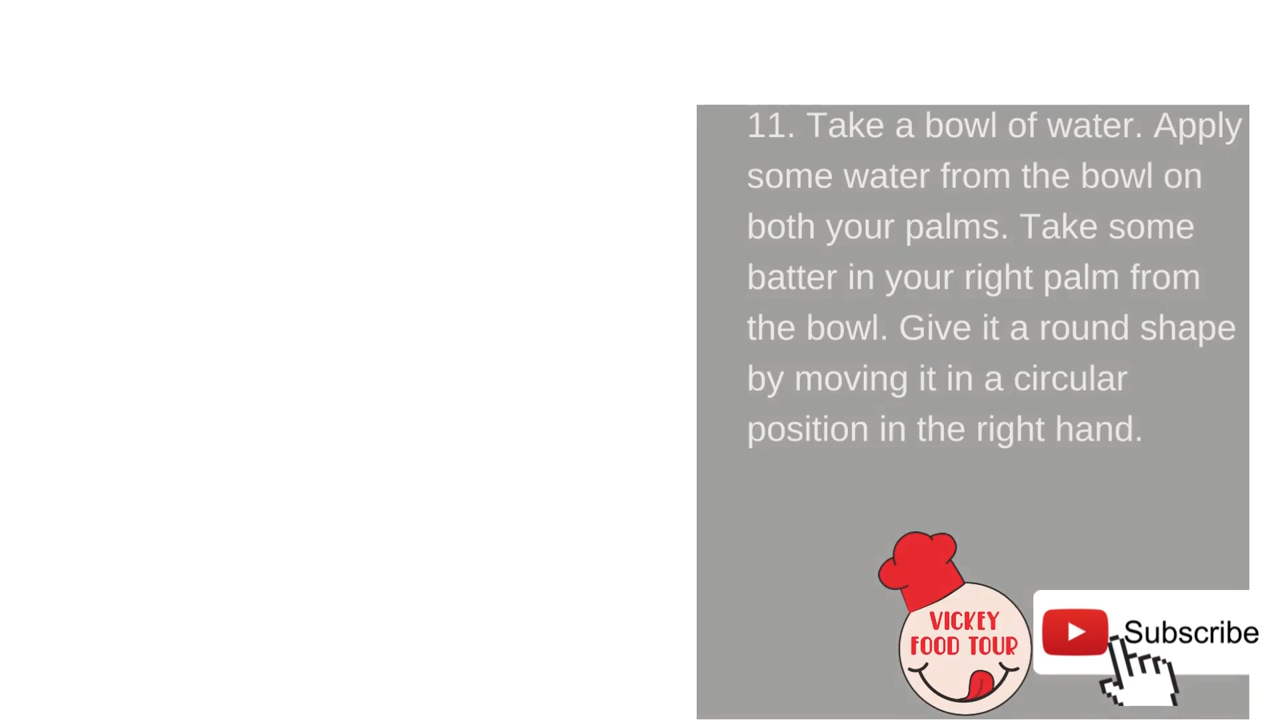 11. Take a bowl of water. Apply
some water from the bowl on
both your palms. Take some
batter in your right palm from
the bowl. Give it a round shape
by moving it in a circular
position in the right hand.
VICKEY
FOOD TOUR
Subscribe